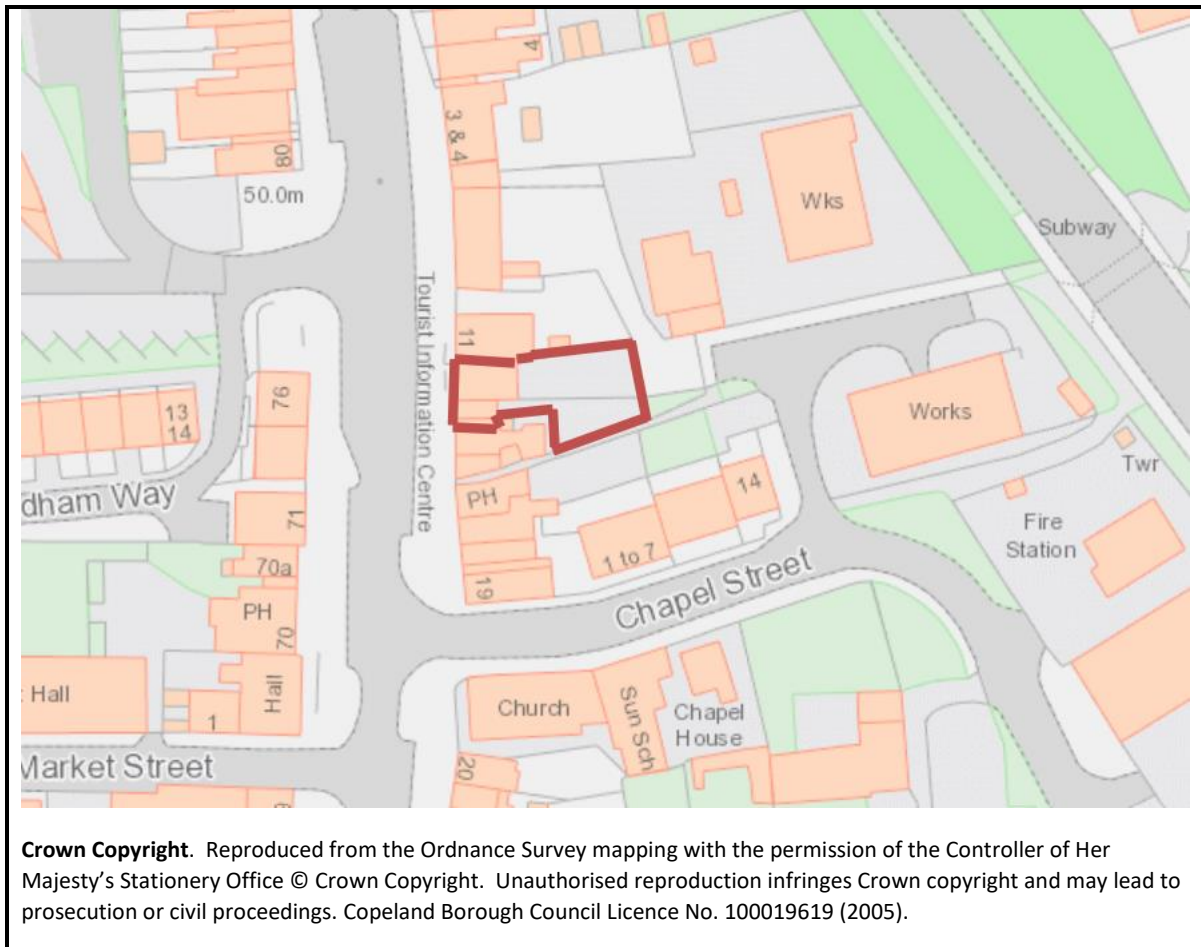 4
3 & 4
80
50.0m
Wks
Subway
Tourist Information Centre
11
76
13
14
Works
Twr
dham Way
PH
14
71
Fire
Station
1 to 7
70a
19
Chapel Street
PH
70
Hall
Hall
1
Church
Sun Sch
Chapel
House
Market Street
20
Crown Copyright. Reproduced from the Ordnance Survey mapping with the permission of the Controller of Her
Majesty’s Stationery Office © Crown Copyright. Unauthorised reproduction infringes Crown copyright and may lead to
prosecution or civil proceedings. Copeland Borough Council Licence No. 100019619 (2005).